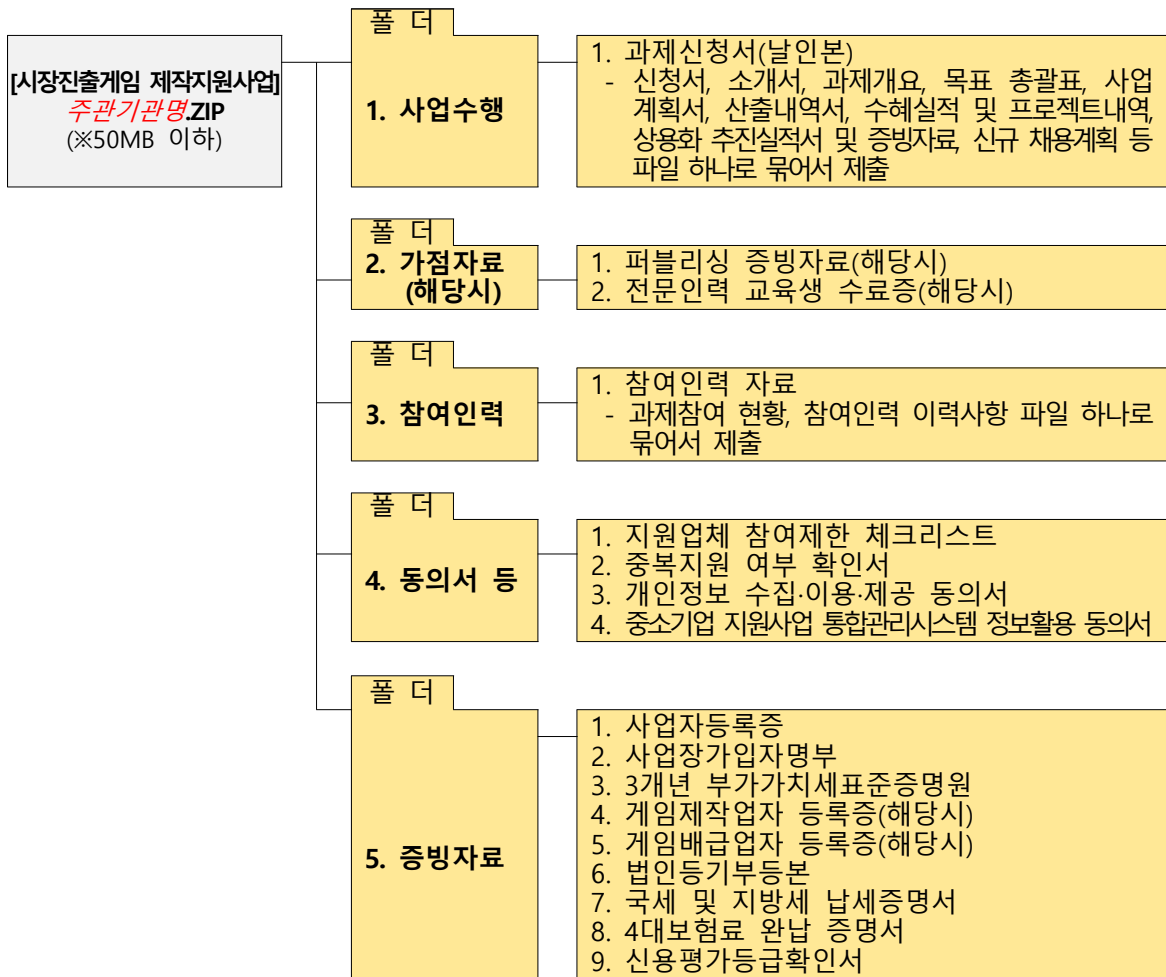 [시장진출게임 제작지원사업]
주관기관명.ZIP
(※50MB 이하)
폴 더
1. 사업수행
1. 과제신청서(날인본)
- 신청서, 소개서, 과제개요, 목표 총괄표, 사업
계획서, 산출내역서, 수혜실적 및 프로젝트내역,
상용화 추진실적서 및 증빙자료, 신규 채용계획 등
파일 하나로 묶어서 제출
폴 더
2. 가점자료
(해당시)
1. 퍼블리싱 증빙자료(해당시)
2. 전문인력 교육생 수료증(해당시)
폴 더
3. 참여인력
1. 참여인력 자료
- 과제참여 현황, 참여인력 이력사항 파일 하나로
묶어서 제출
폴 더
4. 동의서 등
1. 지원업체 참여제한 체크리스트
2. 중복지원 여부 확인서
3. 개인정보 수집·이용·제공 동의서
4. 중소기업 지원사업 통합관리시스템 정보활용 동의서
폴 더
5. 증빙자료
1. 사업자등록증
2. 사업장가입자명부
3. 3개년 부가가치세표준증명원
4. 게임제작업자 등록증(해당시)
5. 게임배급업자 등록증(해당시)
6. 법인등기부등본
7. 국세 및 지방세 납세증명서
8. 4대보험료 완납 증명서
9. 신용평가등급확인서